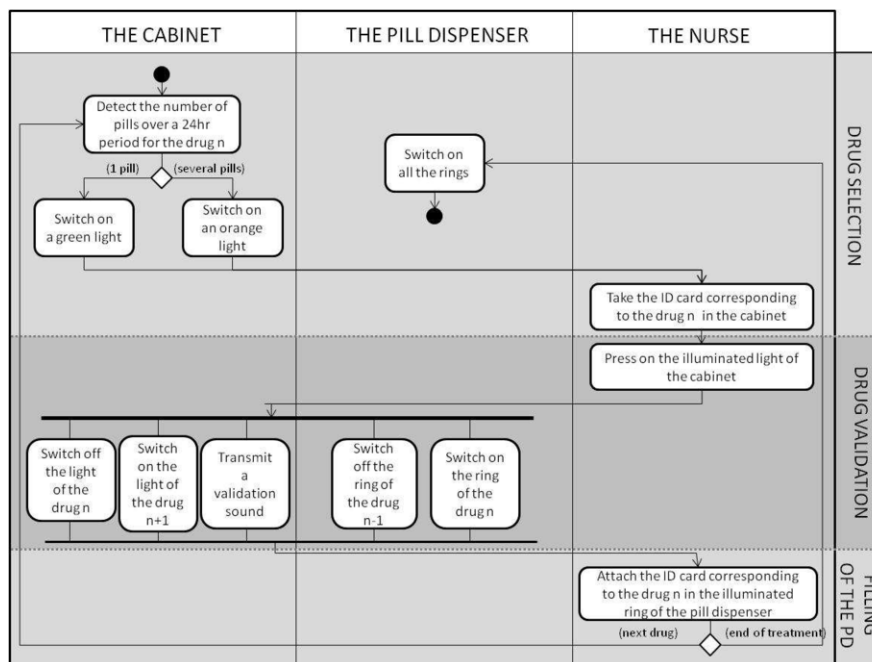 THE CABINET
THE PILL DISPENSER
THE NURSE
DRUG SELECTION
Detect the number of
pills over a 24hr
period for the drug n
(1 pill)
(several pills)
Switch on
a green light
Switch on
an orange
light
Switch on
all the rings
Take the ID card corresponding
to the drug n in the cabinet
DRUG VALIDATION
Press on the illuminated light of
the cabinet
Switch off
the light
of the
drug n
Switch
on the
light of
the drug
n+1
Transmit
a
validation
sound
Switch
off the
ring of
the drug
n-1
Switch on
the ring
of the
drug n
FILLING
OF THE PD
Attach the ID card corresponding
to the drug n in the illuminated
ring of the pill dispenser
(next drug)
(end of treatment)